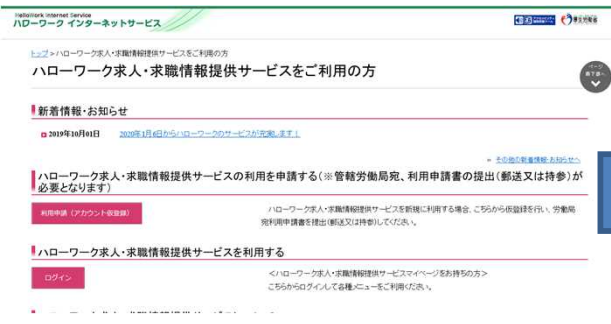 HelloWork Internet Service
ハローワーク インターネットサービス
厚生労働省
トップ > ハローワーク求人・求職情報提供サービスをご利用の方
ハローワーク求人・求職情報提供サービスをご利用の方
ページ
最下部へ
新着情報・お知らせ
2019年10月01日 2020年1月6日からハローワークのサービスが充実します！
その他の新着情報・お知らせへ
ハローワーク求人・求職情報提供サービスの利用を申請する(※管轄労働局宛、利用申請書の提出(郵送又は持参)が
必要となります)
利用申請（アカウント仮登録）
ハローワーク求人・求職情報提供サービスを新規に利用する場合、こちらから仮登録を行い、労働局
宛利用申請書を提出(郵送又は持参)してください。
ハローワーク求人・求職情報提供サービスを利用する
ログイン
＜ハローワーク求人・求職情報提供サービスマイページをお持ちの方＞
こちらからログインして各種メニューをご利用ください。